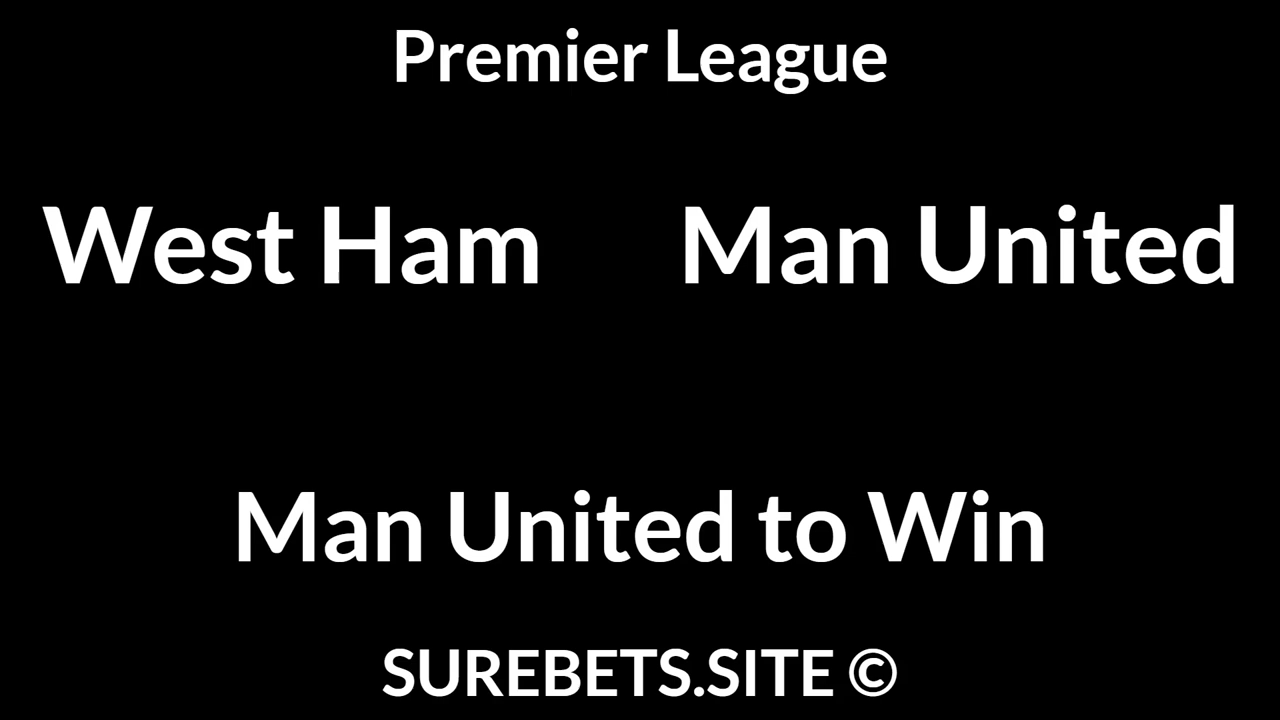 Premier League
West Ham Man United
Man United to Win
SUREBETS.SITE ©